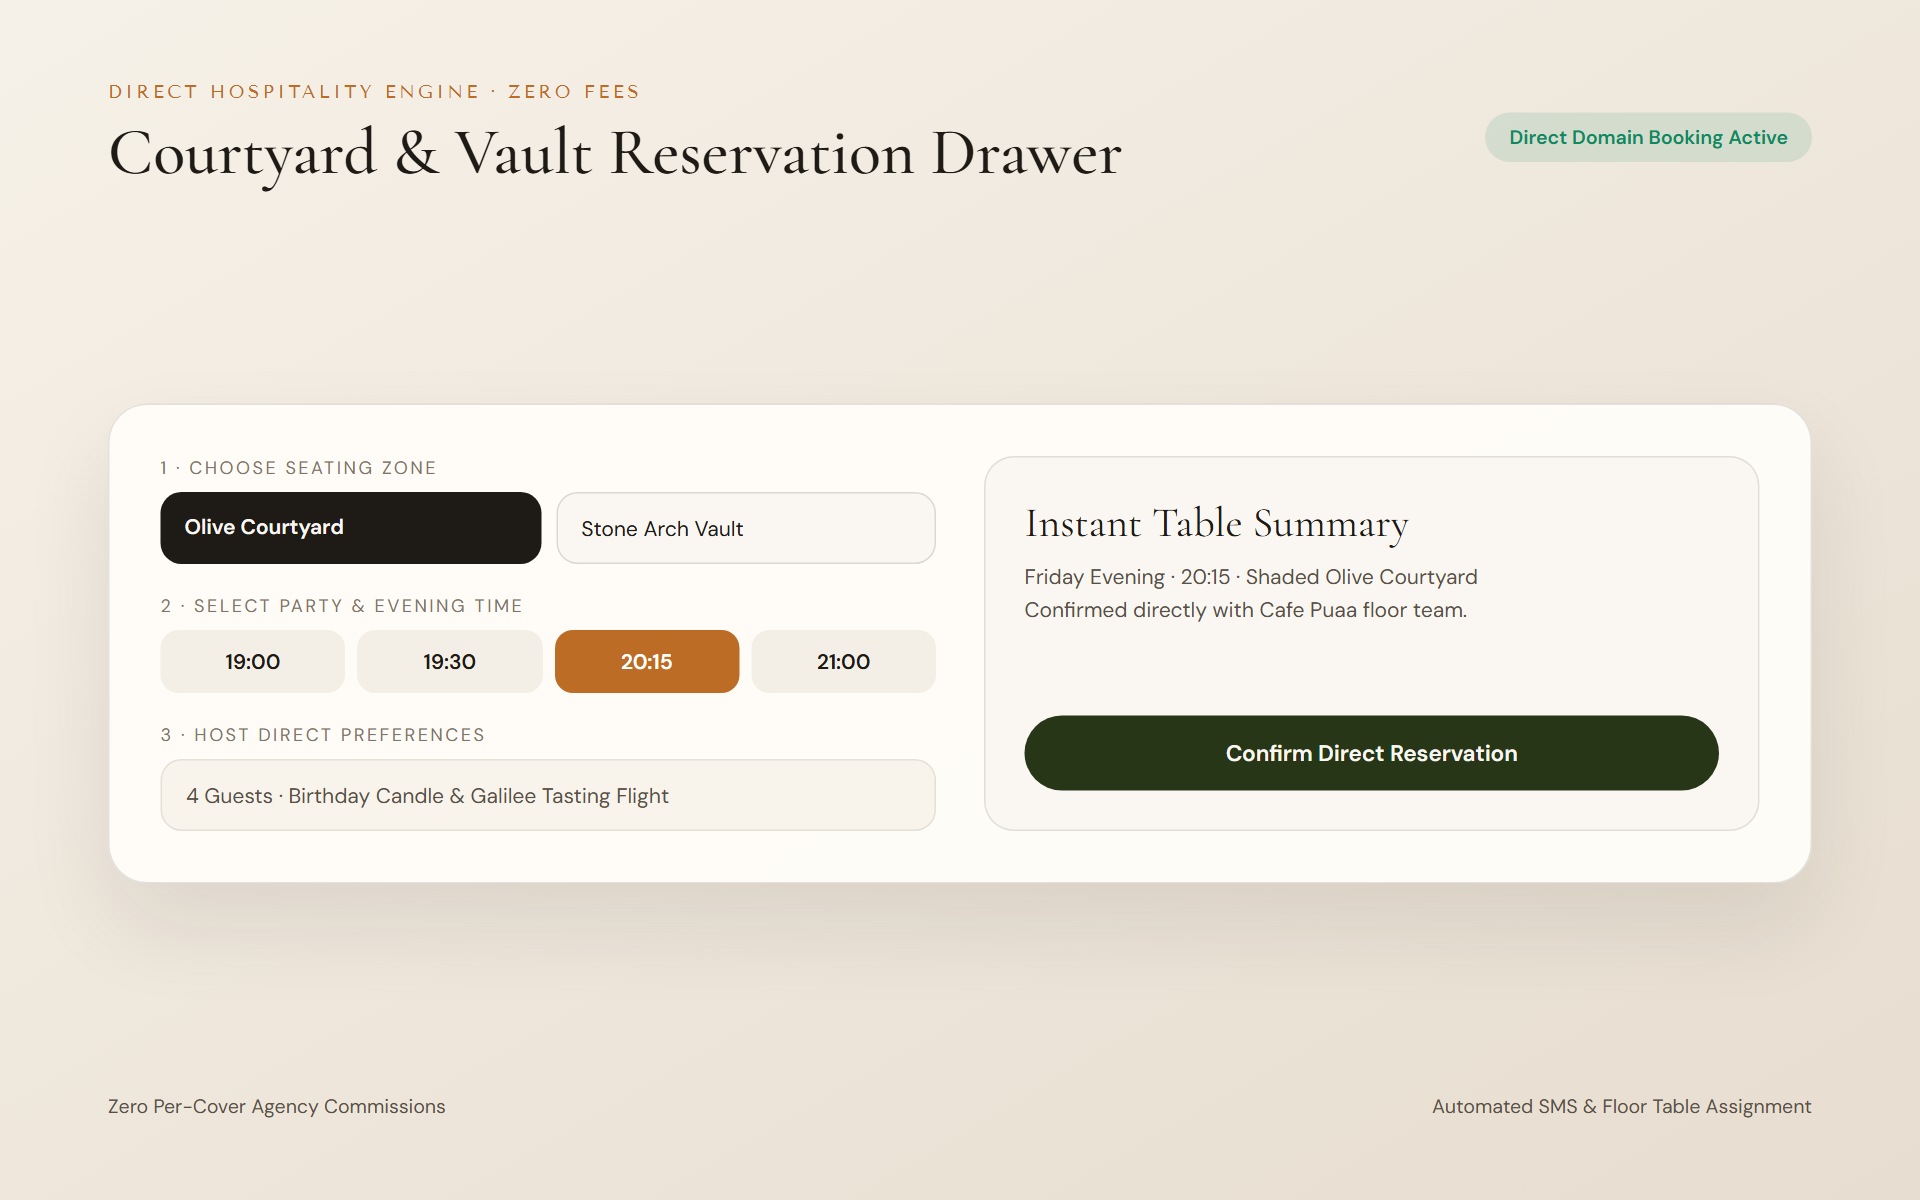 DIRECT HOSPITALITY ENGINE · ZERO FEES
Courtyard & Vault Reservation Drawer
Direct Domain Booking Active
1 · CHOOSE SEATING ZONE
Olive Courtyard
Stone Arch Vault
2 · SELECT PARTY & EVENING TIME
19:00
19:30
20:15
21:00
3 · HOST DIRECT PREFERENCES
4 Guests · Birthday Candle & Galilee Tasting Flight
Instant Table Summary
Friday Evening · 20:15 · Shaded Olive Courtyard
Confirmed directly with Cafe Puaa floor team.
Confirm Direct Reservation
Zero Per-Cover Agency Commissions
Automated SMS & Floor Table Assignment